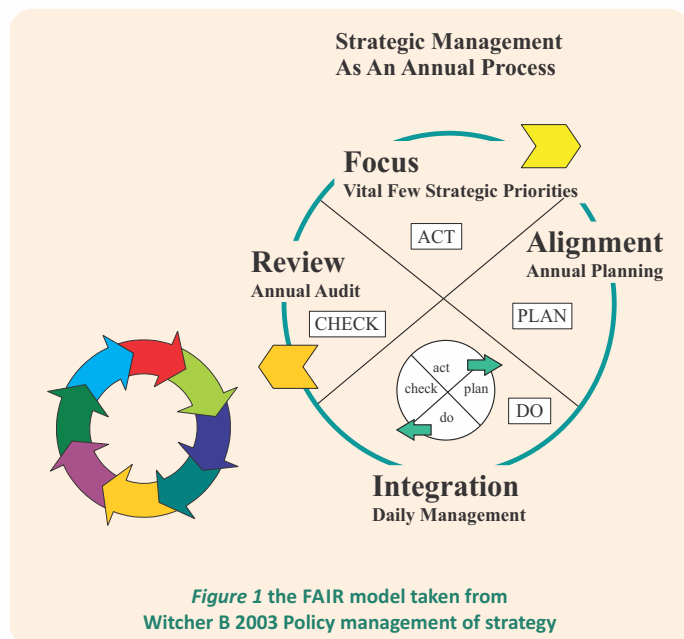 Strategic Management
As An Annual Process
Focus
Vital Few Strategic Priorities
ACT
Alignment
Annual Planning
Review
Annual Audit
PLAN
CHECK
act
check
plan
do
DO
Integration
Daily Management
Figure 1 the FAIR model taken from
Witcher B 2003 Policy management of strategy